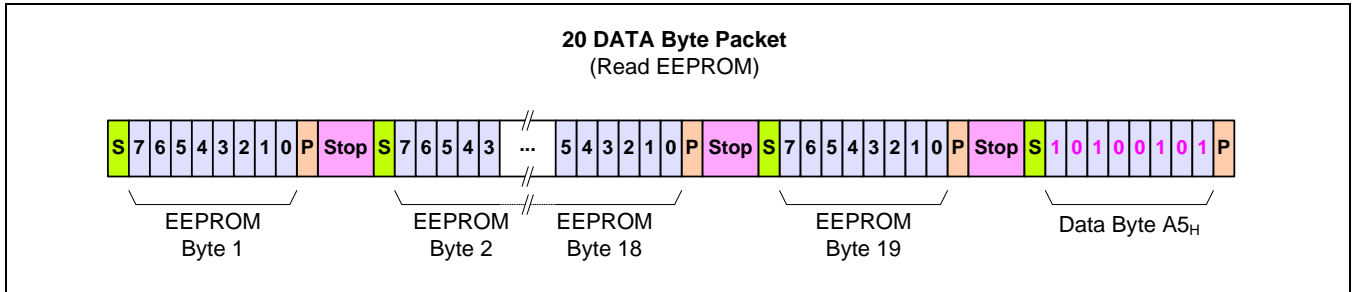 20 DATA Byte Packet
(Read EEPROM)
S 7 6 5 4 3 2 1 0 P Stop S 7 6 5 4 3 ... 5 4 3 2 1 0 P Stop S 7 6 5 4 3 2 1 0 P Stop S 1 0 1 0 0 1 0 1 P
EEPROM EEPROM EEPROM EEPROM Data Byte A5H
Byte 1 Byte 2 Byte 18 Byte 19